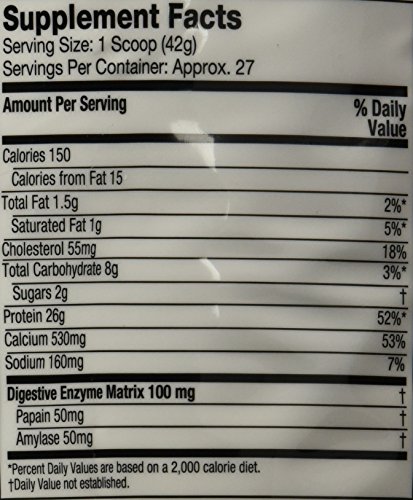 Supplement Facts
Serving Size: 1 Scoop (42g)
Servings Per Container: Approx. 27
Amount Per Serving % Daily Value
Calories 150
Calories from Fat 15
Total Fat 1.5g 2%*
Saturated Fat 1g 5%*
Cholesterol 55mg 18%
Total Carbohydrate 8g 3%*
Sugars 2g †
Protein 26g 52%*
Calcium 530mg 53%
Sodium 160mg 7%
Digestive Enzyme Matrix 100 mg †
Papain 50mg †
Amylase 50mg †
*Percent Daily Values are based on a 2,000 calorie diet.
†Daily Value not established.